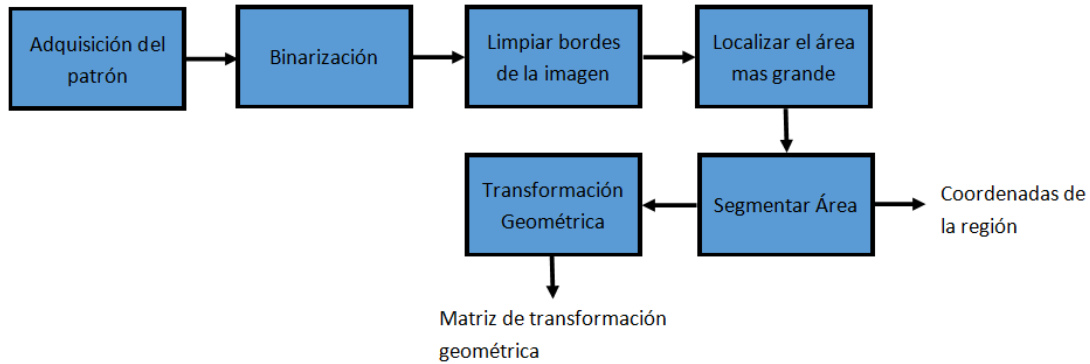 Adquisición del
patrón
Binarización
Limpiar bordes
de la imagen
Localizar el área
mas grande
Transformación
Geométrica
Segmentar Área
Coordenadas de
la región
Matriz de transformación
geométrica